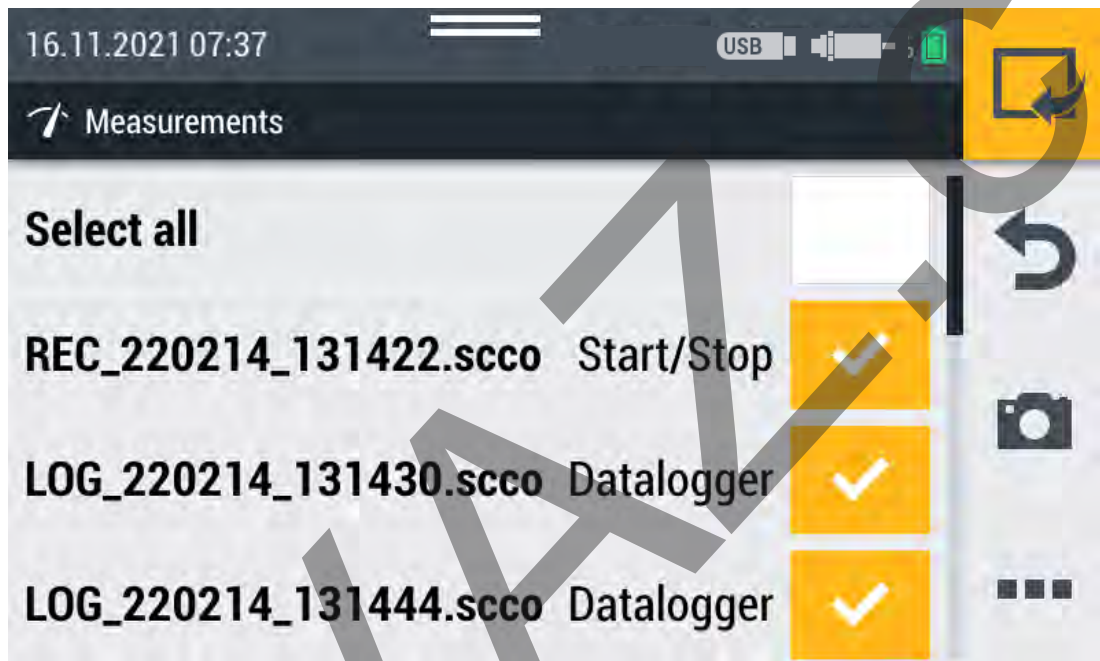 16.11.2021 07:37 USB
Measurements
Select all
REC_220214_131422.scco Start/Stop
LOG_220214_131430.scco Datalogger
LOG_220214_131444.scco Datalogger